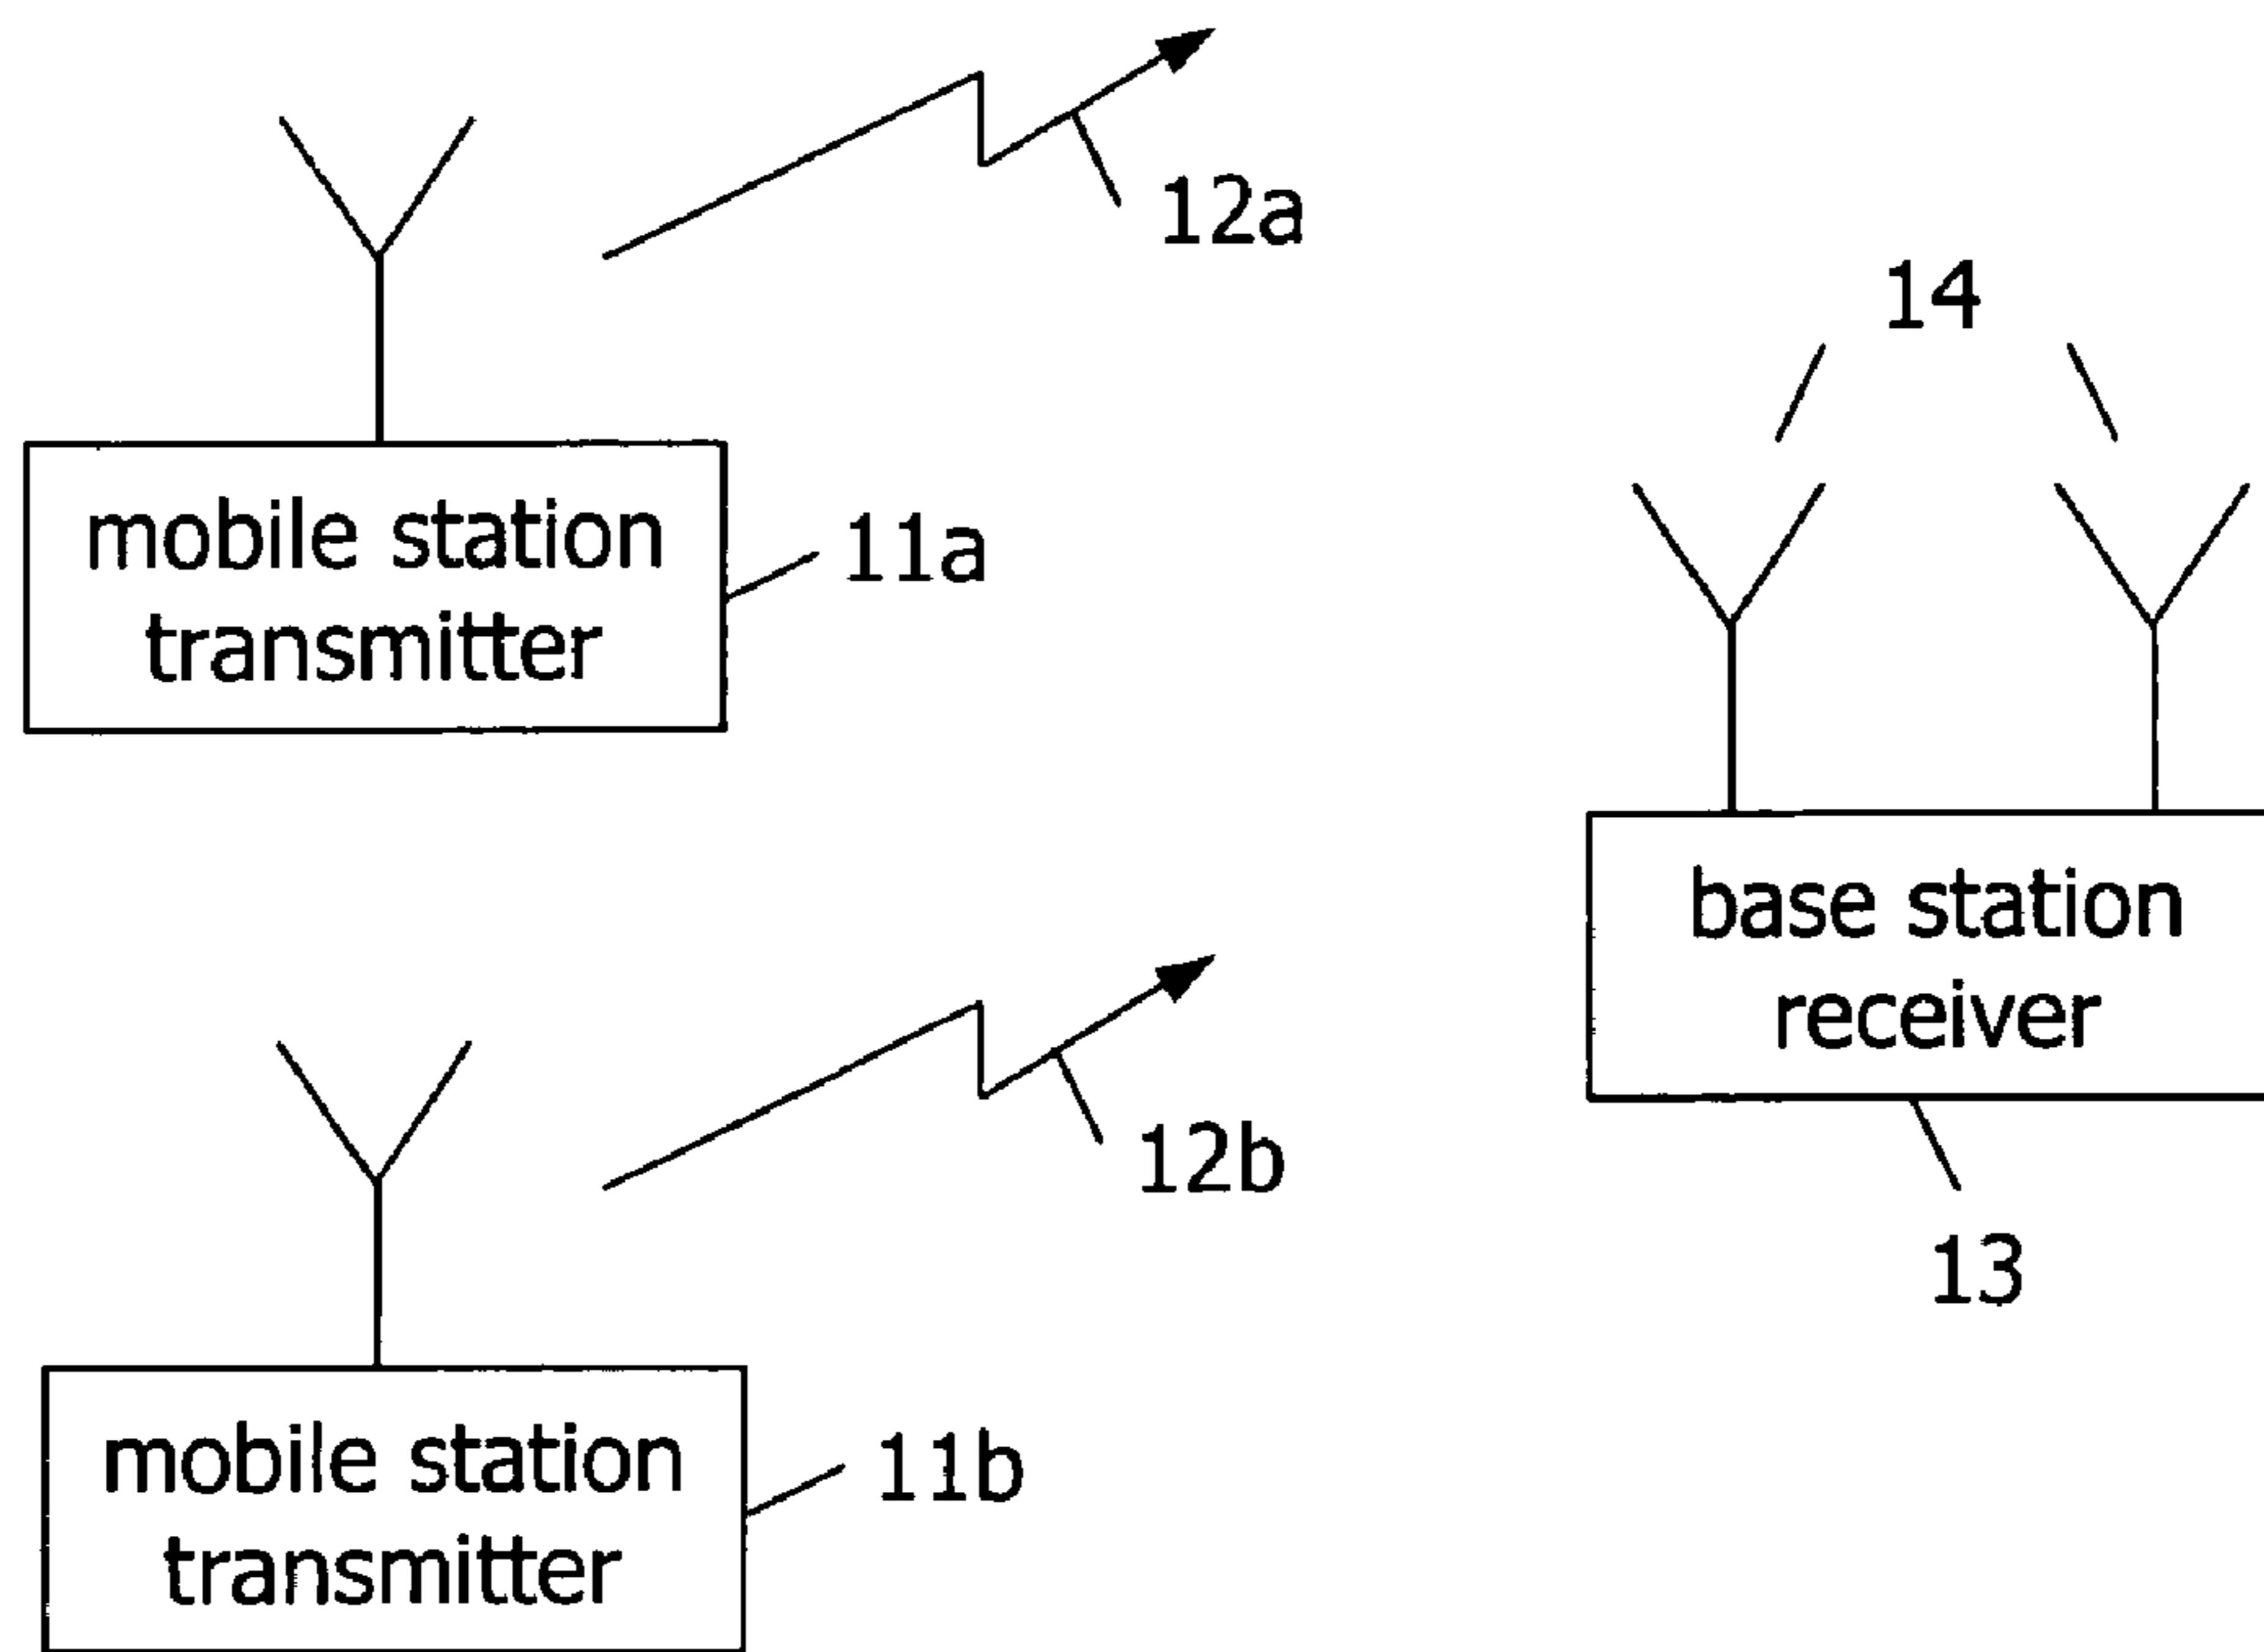 12a
14
mobile station
transmitter
11a
base station
receiver
12b
13
mobile station
transmitter
11b